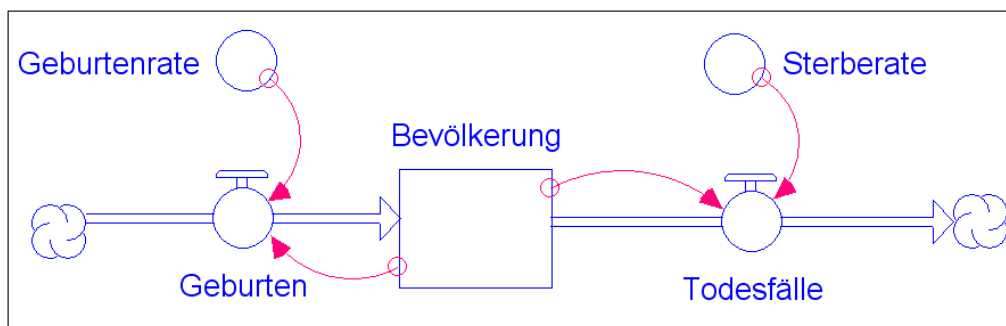 Geburtenrate
Sterberate
Bevölkerung
Geburten
Todesfälle